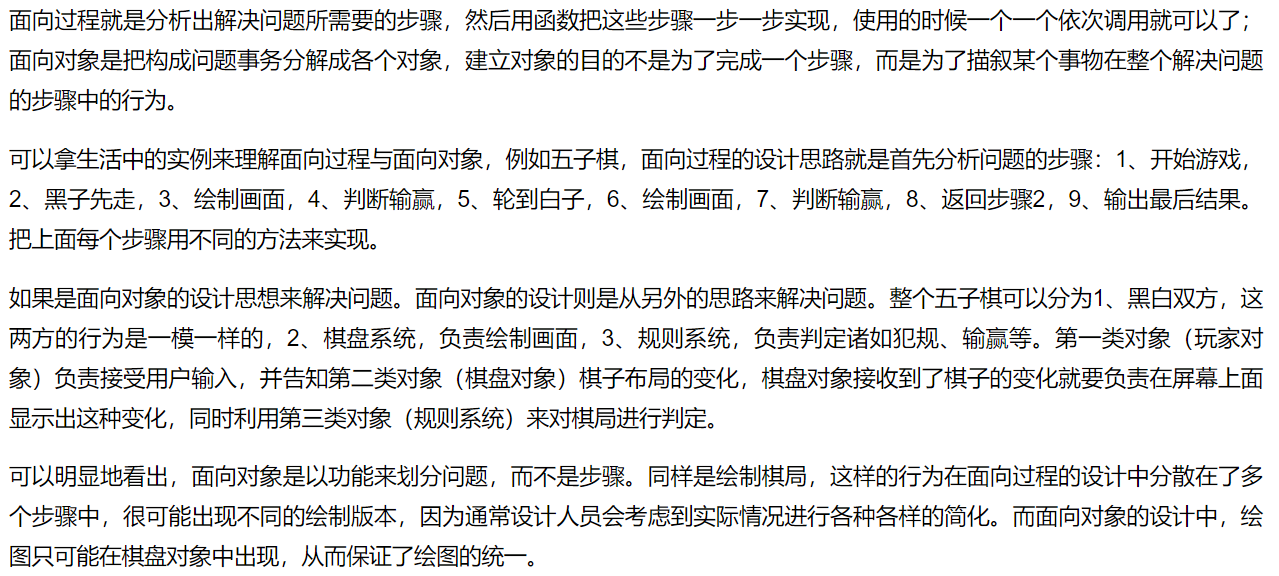 面向过程就是分析出解决问题所需要的步骤，然后用函数把这些步骤一步一步实现，使用的时候一个一个依次调用就可以了；
面向对象是把构成问题事务分解成各个对象，建立对象的目的不是为了完成一个步骤，而是为了描叙某个事物在整个解决问题
的步骤中的行为。
可以拿生活中的实例来理解面向过程与面向对象，例如五子棋，面向过程的设计思路就是首先分析问题的步骤：1、开始游戏，
2、黑子先走，3、绘制画面，4、判断输赢，5、轮到白子，6、绘制画面，7、判断输赢，8、返回步骤2，9、输出最后结果。
把上面每个步骤用不同的方法来实现。
如果是面向对象的设计思想来解决问题。面向对象的设计则是从另外的思路来解决问题。整个五子棋可以分为1、黑白双方，这
两方的行为是一模一样的，2、棋盘系统，负责绘制画面，3、规则系统，负责判定诸如犯规、输赢等。第一类对象（玩家对
象）负责接受用户输入，并告知第二类对象（棋盘对象）棋子布局的变化，棋盘对象接收到了棋子的变化就要负责在屏幕上面
显示出这种变化，同时利用第三类对象（规则系统）来对棋局进行判定。
可以明显地看出，面向对象是以功能来划分问题，而不是步骤。同样是绘制棋局，这样的行为在面向过程的设计中分散在了多
个步骤中，很可能出现不同的绘制版本，因为通常设计人员会考虑到实际情况进行各种各样的简化。而面向对象的设计中，绘
图只可能在棋盘对象中出现，从而保证了绘图的统一。